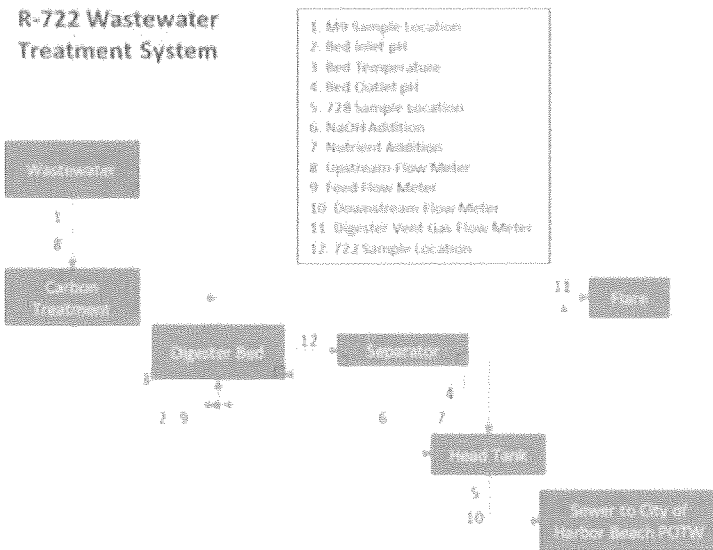 R-722 Wastewater
Treatment System
1. M9 Sample Location
2. Bed Inlet pH
3. Bed Temperature
4. Bed Outlet pH
5. 728 Sample Location
6. NaOH Addition
7. Nutrient Addition
8. Upstream Flow Meter
9. Feed Flow Meter
10. Downstream Flow Meter
11. Digester Vent Gas Flow Meter
12. 722 Sample Location
Wastewater
1
8
Carbon
Treatment
11
Flare
12
Digester Bed
Separator
3
4
2 9
6
7
Head Tank
5
10
Sewer to City of
Harbor Beach POTW